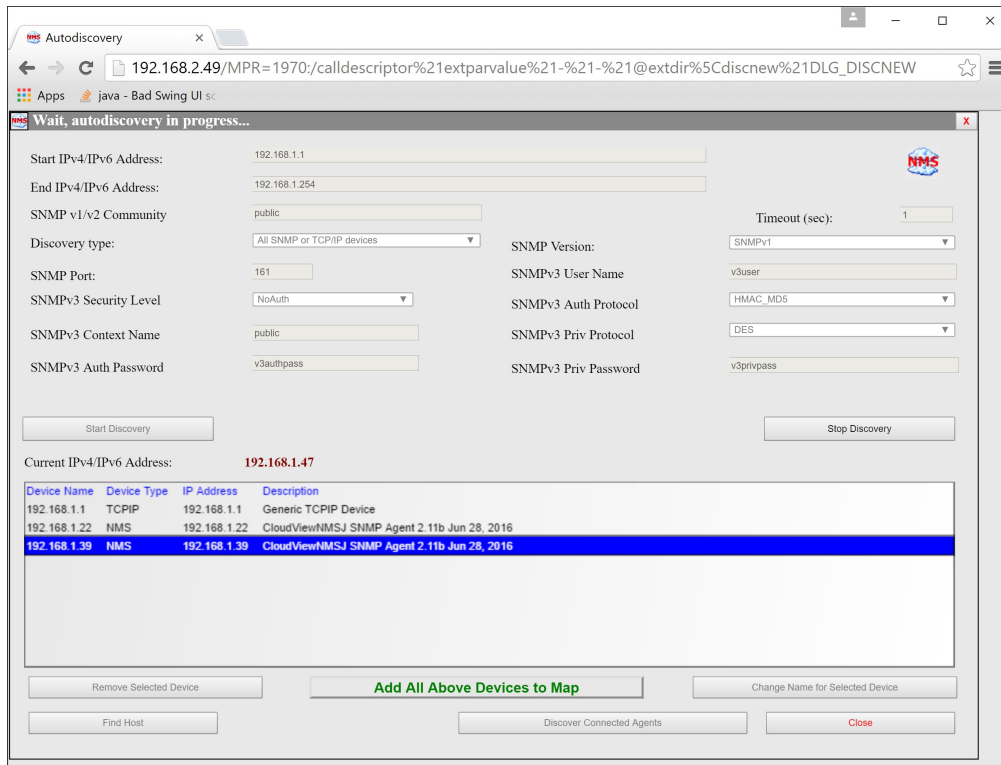 NMS Autodiscovery
192.168.2.49/MPR=1970:/calldescriptor%21extparvalue%21-%21-%21@extdir%5Cdiscnew%21DLG_DISCNEW
Apps java - Bad Swing UI sc
NMS Wait, autodiscovery in progress... X
Start IPv4/IPv6 Address: 192.168.1.1
NMS
End IPv4/IPv6 Address: 192.168.1.254
SNMP v1/v2 Community public Timeout (sec): 1
Discovery type: All SNMP or TCP/IP devices SNMP Version: SNMPv1
SNMP Port: 161 SNMPv3 User Name v3user
SNMPv3 Security Level NoAuth SNMPv3 Auth Protocol HMAC_MD5
SNMPv3 Context Name public SNMPv3 Priv Protocol DES
SNMPv3 Auth Password v3authpass SNMPv3 Priv Password v3privpass
Start Discovery Stop Discovery
Current IPv4/IPv6 Address: 192.168.1.47
Device Name Device Type IP Address Description
192.168.1.1 TCPIP 192.168.1.1 Generic TCPIP Device
192.168.1.22 NMS 192.168.1.22 CloudViewNMSJ SNMP Agent 2.11b Jun 28, 2016
192.168.1.39 NMS 192.168.1.39 CloudViewNMSJ SNMP Agent 2.11b Jun 28, 2016
Remove Selected Device Add All Above Devices to Map Change Name for Selected Device
Find Host Discover Connected Agents Close